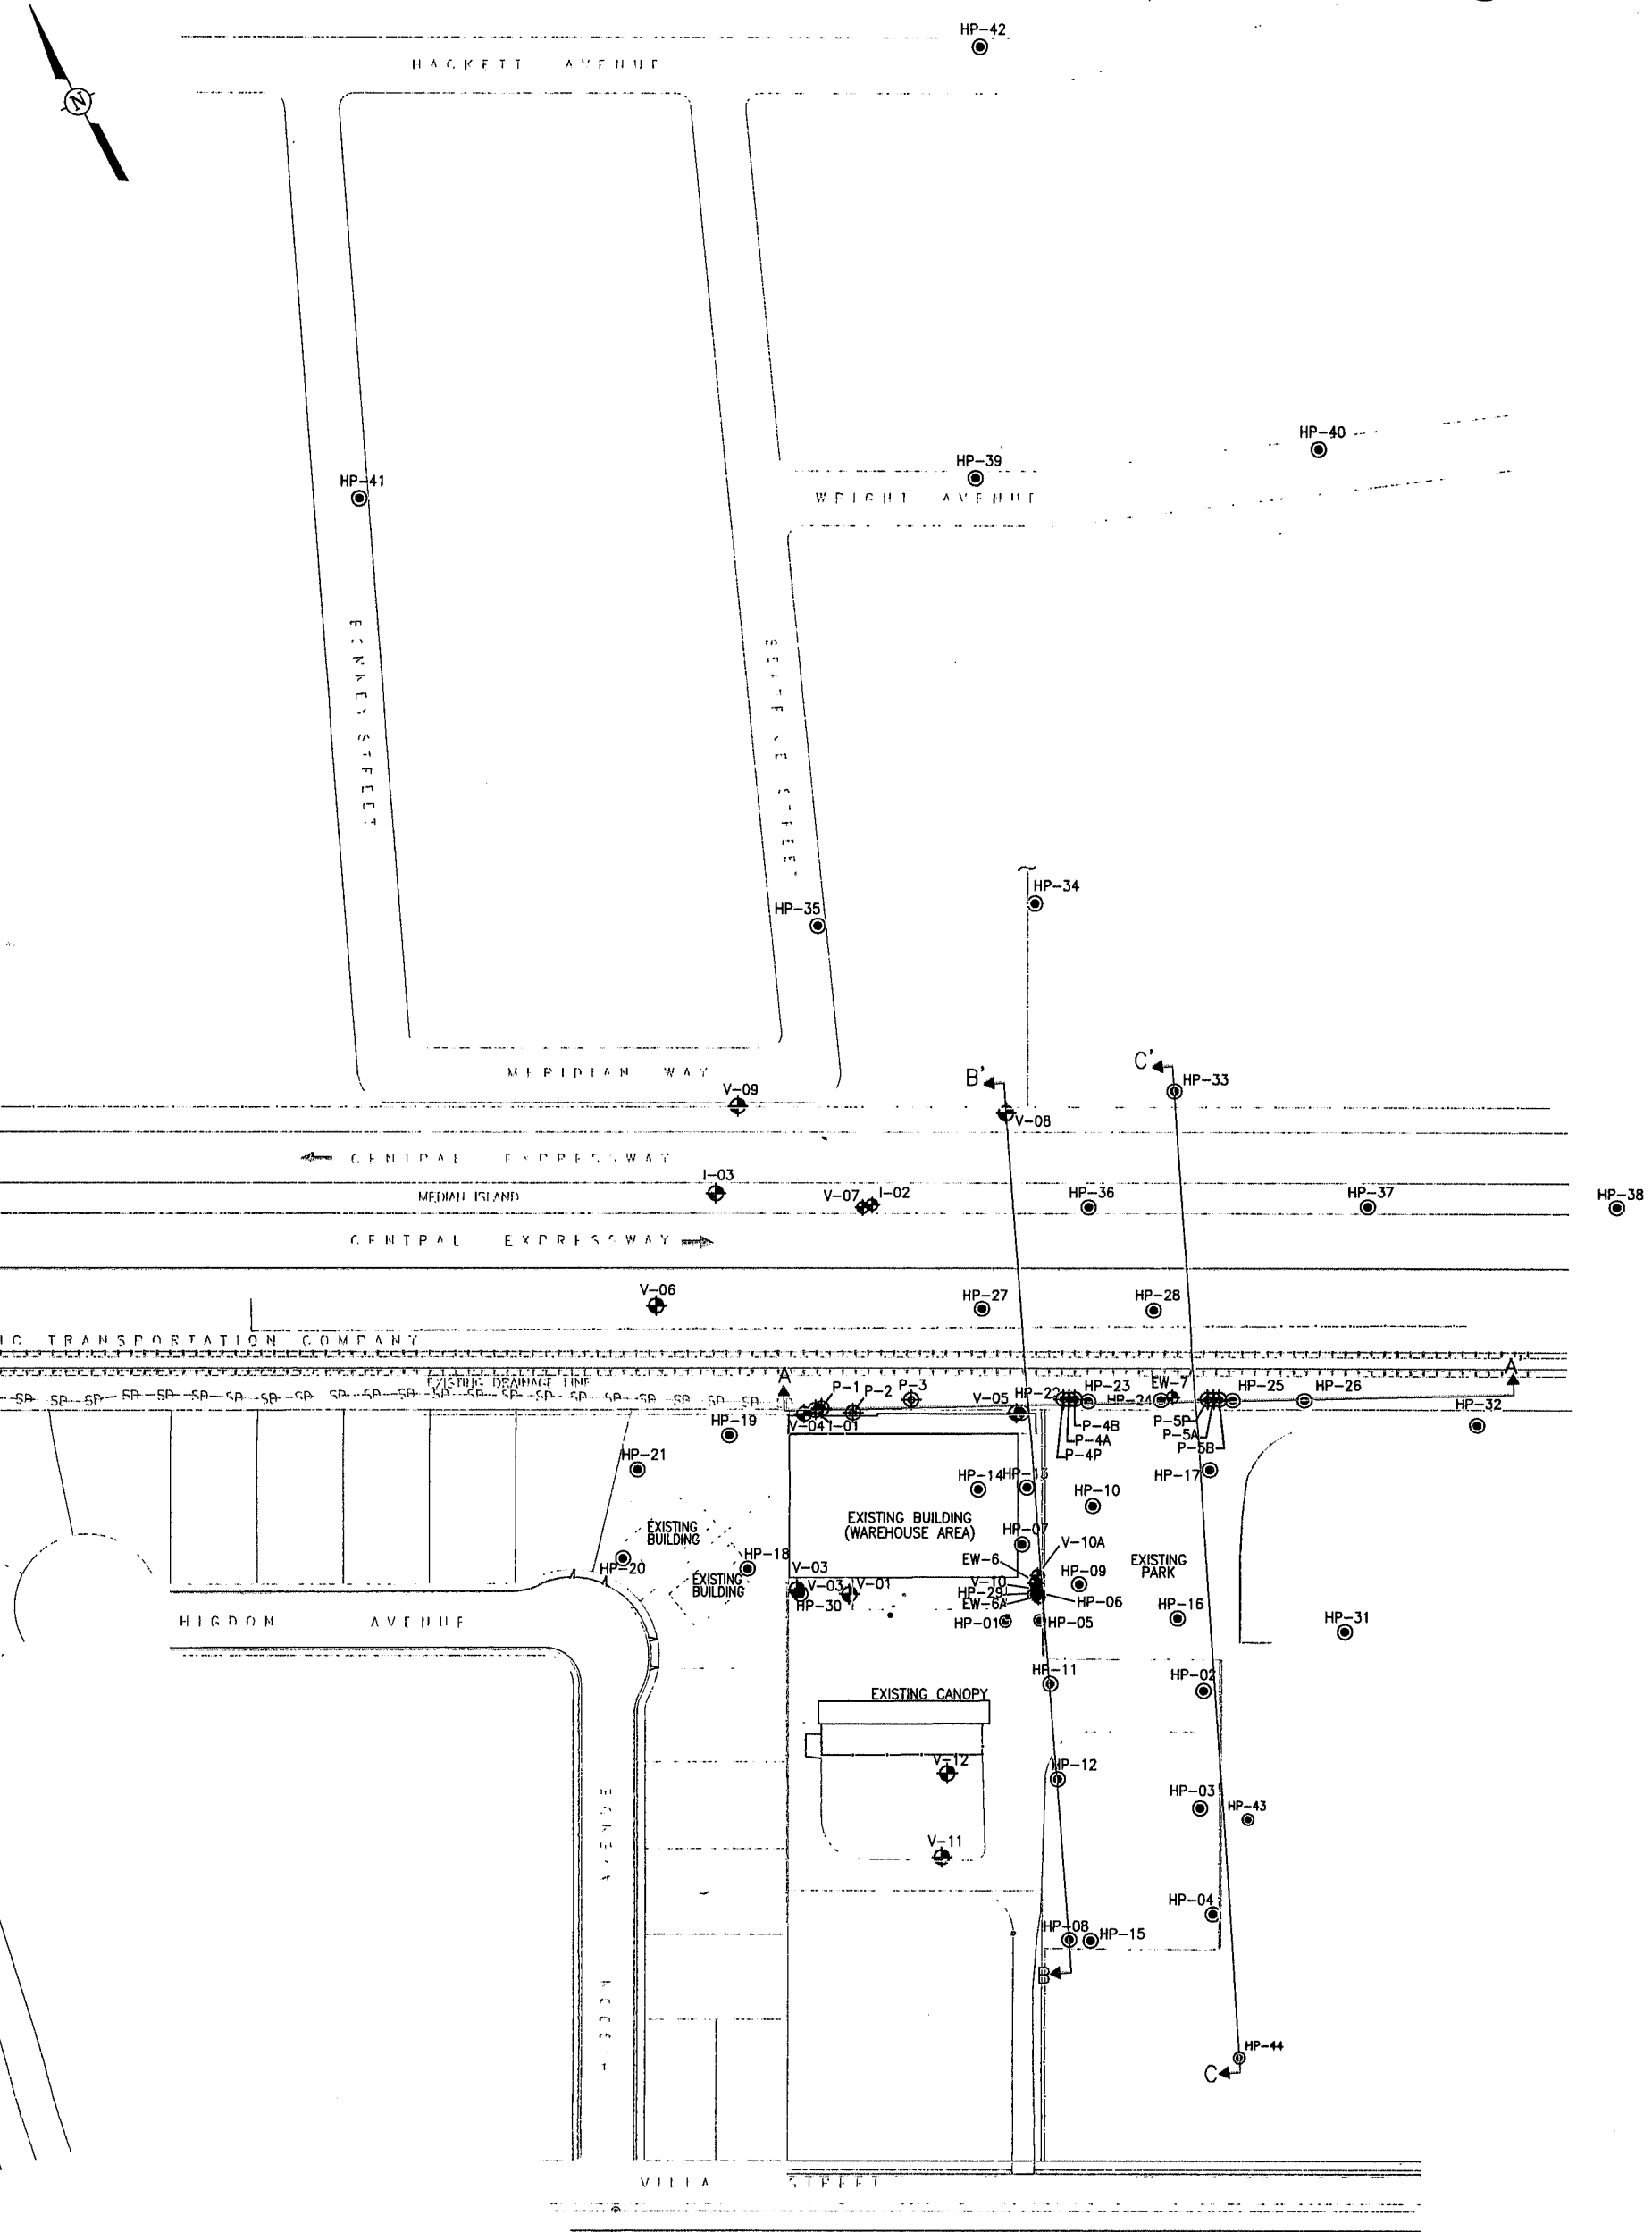 HP-42
HACKETT AVENUE
N
HP-40
HP-39
HP-41
WRIGHT AVENUE
STREET
HP-34
HP-35
C'
HP-33
B'
MERIDIAN WAY
V-09
V-08
CENTRAL EXPRESSWAY
I-03
MEDIAN ISLAND
V-07
I-02
HP-36
HP-37
HP-38
CENTRAL EXPRESSWAY
V-06
HP-27
HP-28
IC TRANSPORTATION COMPANY
EXISTING DRAINAGE LINE
A
A'
P-1
P-2
P-3
V-05
HP-22
HP-23
HP-24
EW-7
HP-25
HP-26
HP-32
V-04
I-01
HP-19
P-4B
P-4A
P-4P
P-5P
P-5A
P-5B
HP-21
HP-14
HP-13
HP-17
HP-10
EXISTING BUILDING (WAREHOUSE AREA)
EXISTING
BUILDING
HP-07
V-10A
HP-20
HP-18
EW-6
HP-09
EXISTING
PARK
EXISTING
BUILDING
V-03
V-03
V-01
V-10
HP-29
HP-06
HP-30
EW-6A
HP-16
HIGDON AVENUE
HP-01
HP-05
HP-31
HP-11
HP-02
EXISTING CANOPY
V-12
HP-12
HP-03
HP-43
AVENUE
V-11
HP-04
HP-08
HP-15
B
HP-44
C
VILLA STREET